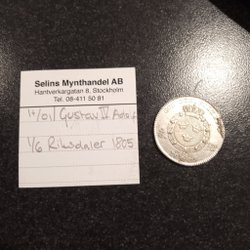 Selins Mynthandel AB
Hantverkargatan 8, Stockholm
Tel. 08-411 50 81
1+/01 / Gustav IV Adolf
1/6 Riksdaler 1805